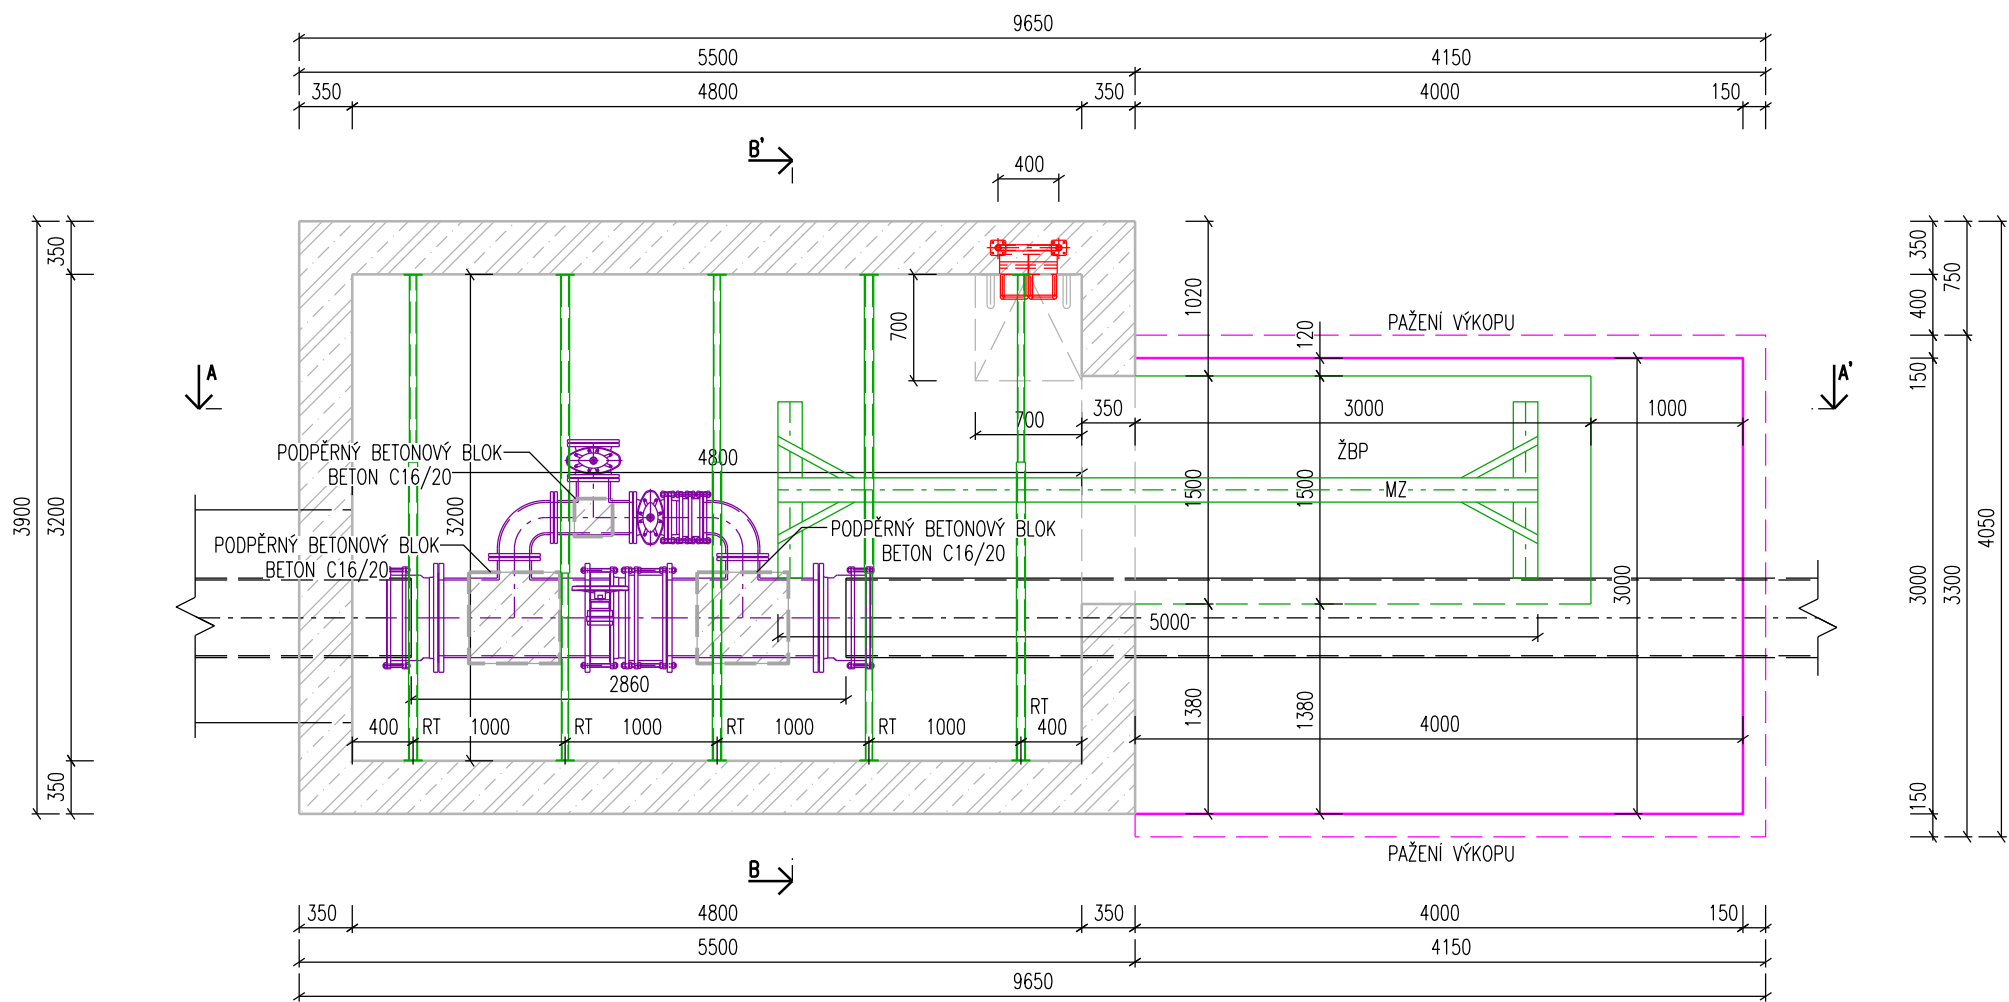 9650
5500 4150
350 4800 350 4000 150
B' 400
350 1020 350 750
PAŽENÍ VÝKOPU
700 120 400
A A'
150
700 350 3000 1000
PODPĚRNÝ BETONOVÝ BLOK
BETON C16/20
4800 ŽBP
MZ
3900 3200 3200 1500 1500
PODPĚRNÝ BETONOVÝ BLOK
BETON C16/20
PODPĚRNÝ BETONOVÝ BLOK
BETON C16/20
3000 3000 3300 4050
5000
2860
1380 1380
400 RT 1000 RT 1000 RT 1000 RT 1000 RT 400
4000
350 150
PAŽENÍ VÝKOPU
B
350 4800 350 4000 150
5500 4150
9650